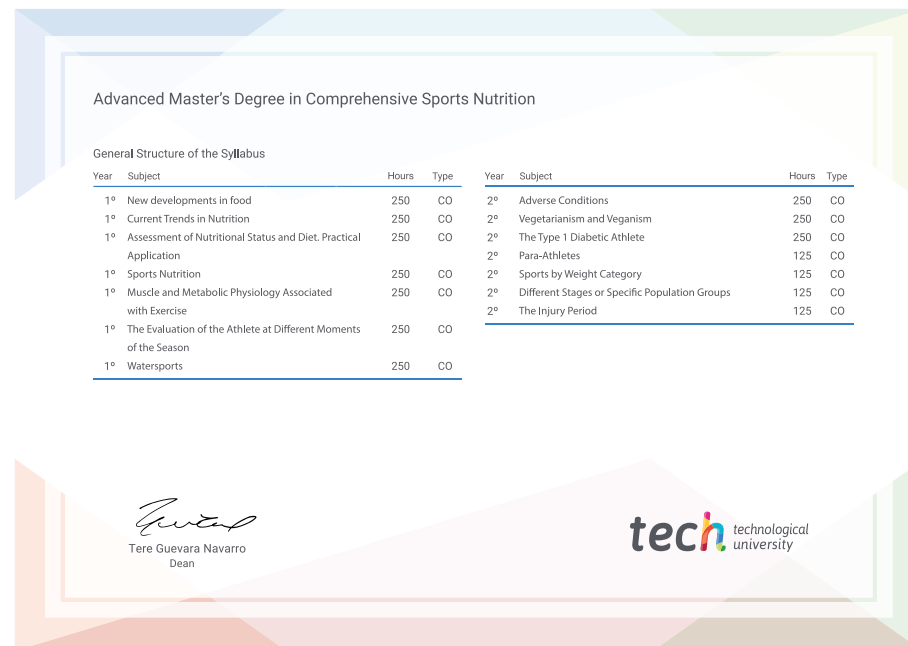 Advanced Master's Degree in Comprehensive Sports Nutrition
General Structure of the Syllabus
Year Subject Hours Type
1º New developments in food 250 CO
1º Current Trends in Nutrition 250 CO
1º Assessment of Nutritional Status and Diet. Practical 250 CO
Application
1º Sports Nutrition 250 CO
1º Muscle and Metabolic Physiology Associated 250 CO
with Exercise
1º The Evaluation of the Athlete at Different Moments 250 CO
of the Season
1º Watersports 250 CO
Year Subject Hours Type
2º Adverse Conditions 250 CO
2º Vegetarianism and Veganism 250 CO
2º The Type 1 Diabetic Athlete 250 CO
2º Para-Athletes 125 CO
2º Sports by Weight Category 125 CO
2º Different Stages or Specific Population Groups 125 CO
2º The Injury Period 125 CO
Tere Guevara Navarro
Dean
tech technological
university